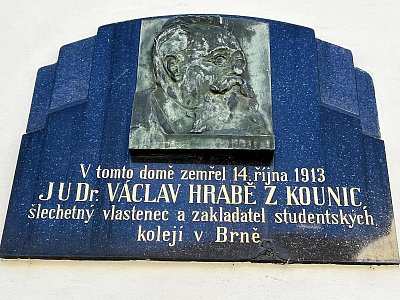 V tomto domě zemřel 14. října 1913
JUDr. VÁCLAV HRABĚ Z KOUNIC,
šlechetný vlastenec a zakladatel studentských
kolejí v Brně.